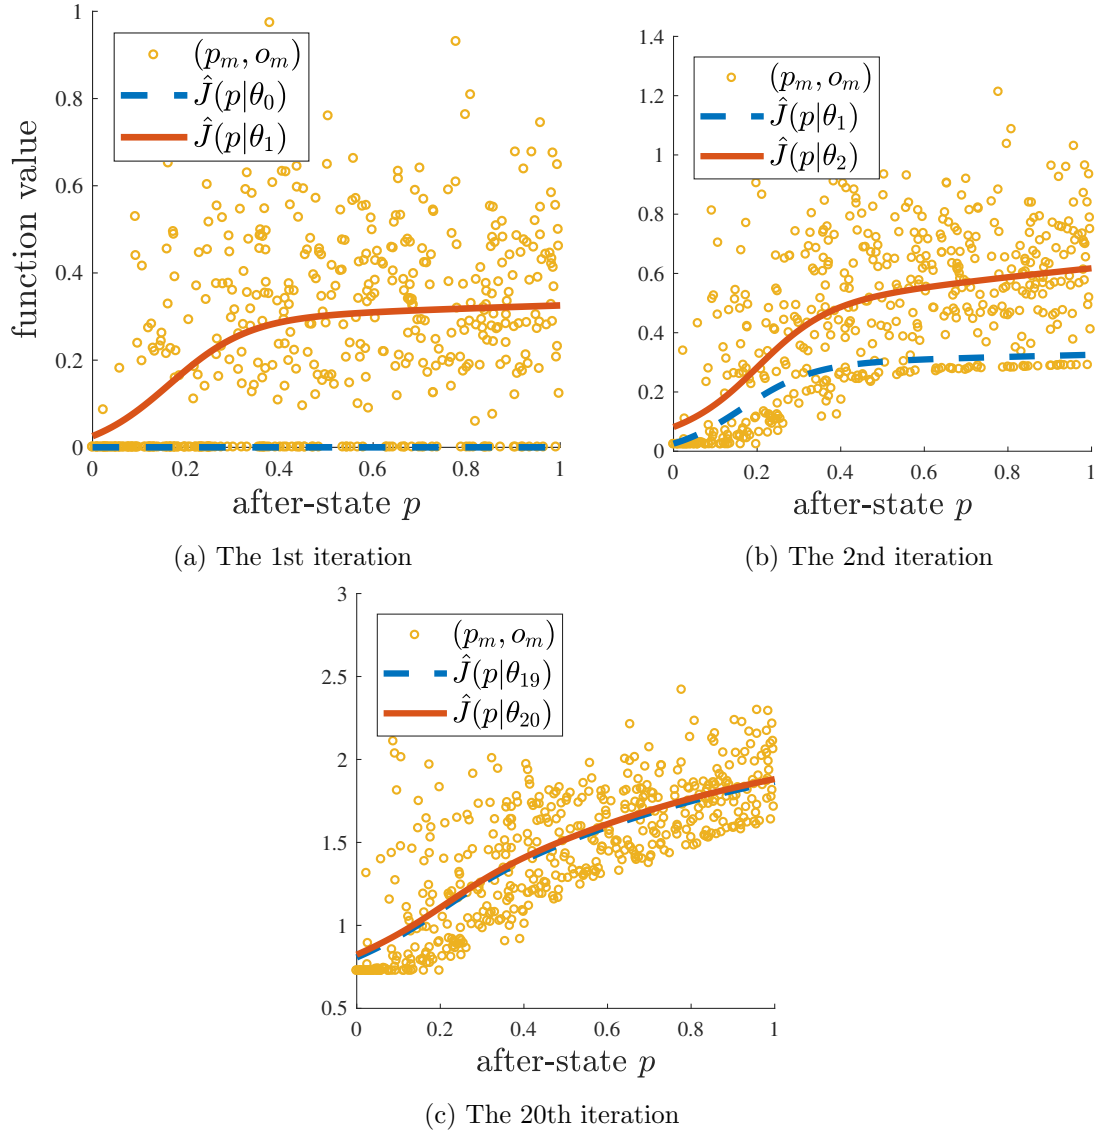 1
0.8
0.6
0.4
0.2
0
function value
(p_m, o_m)
Ĵ(p|θ_0)
Ĵ(p|θ_1)
0 0.2 0.4 0.6 0.8 1
after-state p
(a) The 1st iteration
1.4
1.2
1
0.8
0.6
0.4
0.2
0
(p_m, o_m)
Ĵ(p|θ_1)
Ĵ(p|θ_2)
0 0.2 0.4 0.6 0.8 1
after-state p
(b) The 2nd iteration
3
2.5
2
1.5
1
0.5
(p_m, o_m)
Ĵ(p|θ_19)
Ĵ(p|θ_20)
0 0.2 0.4 0.6 0.8 1
after-state p
(c) The 20th iteration